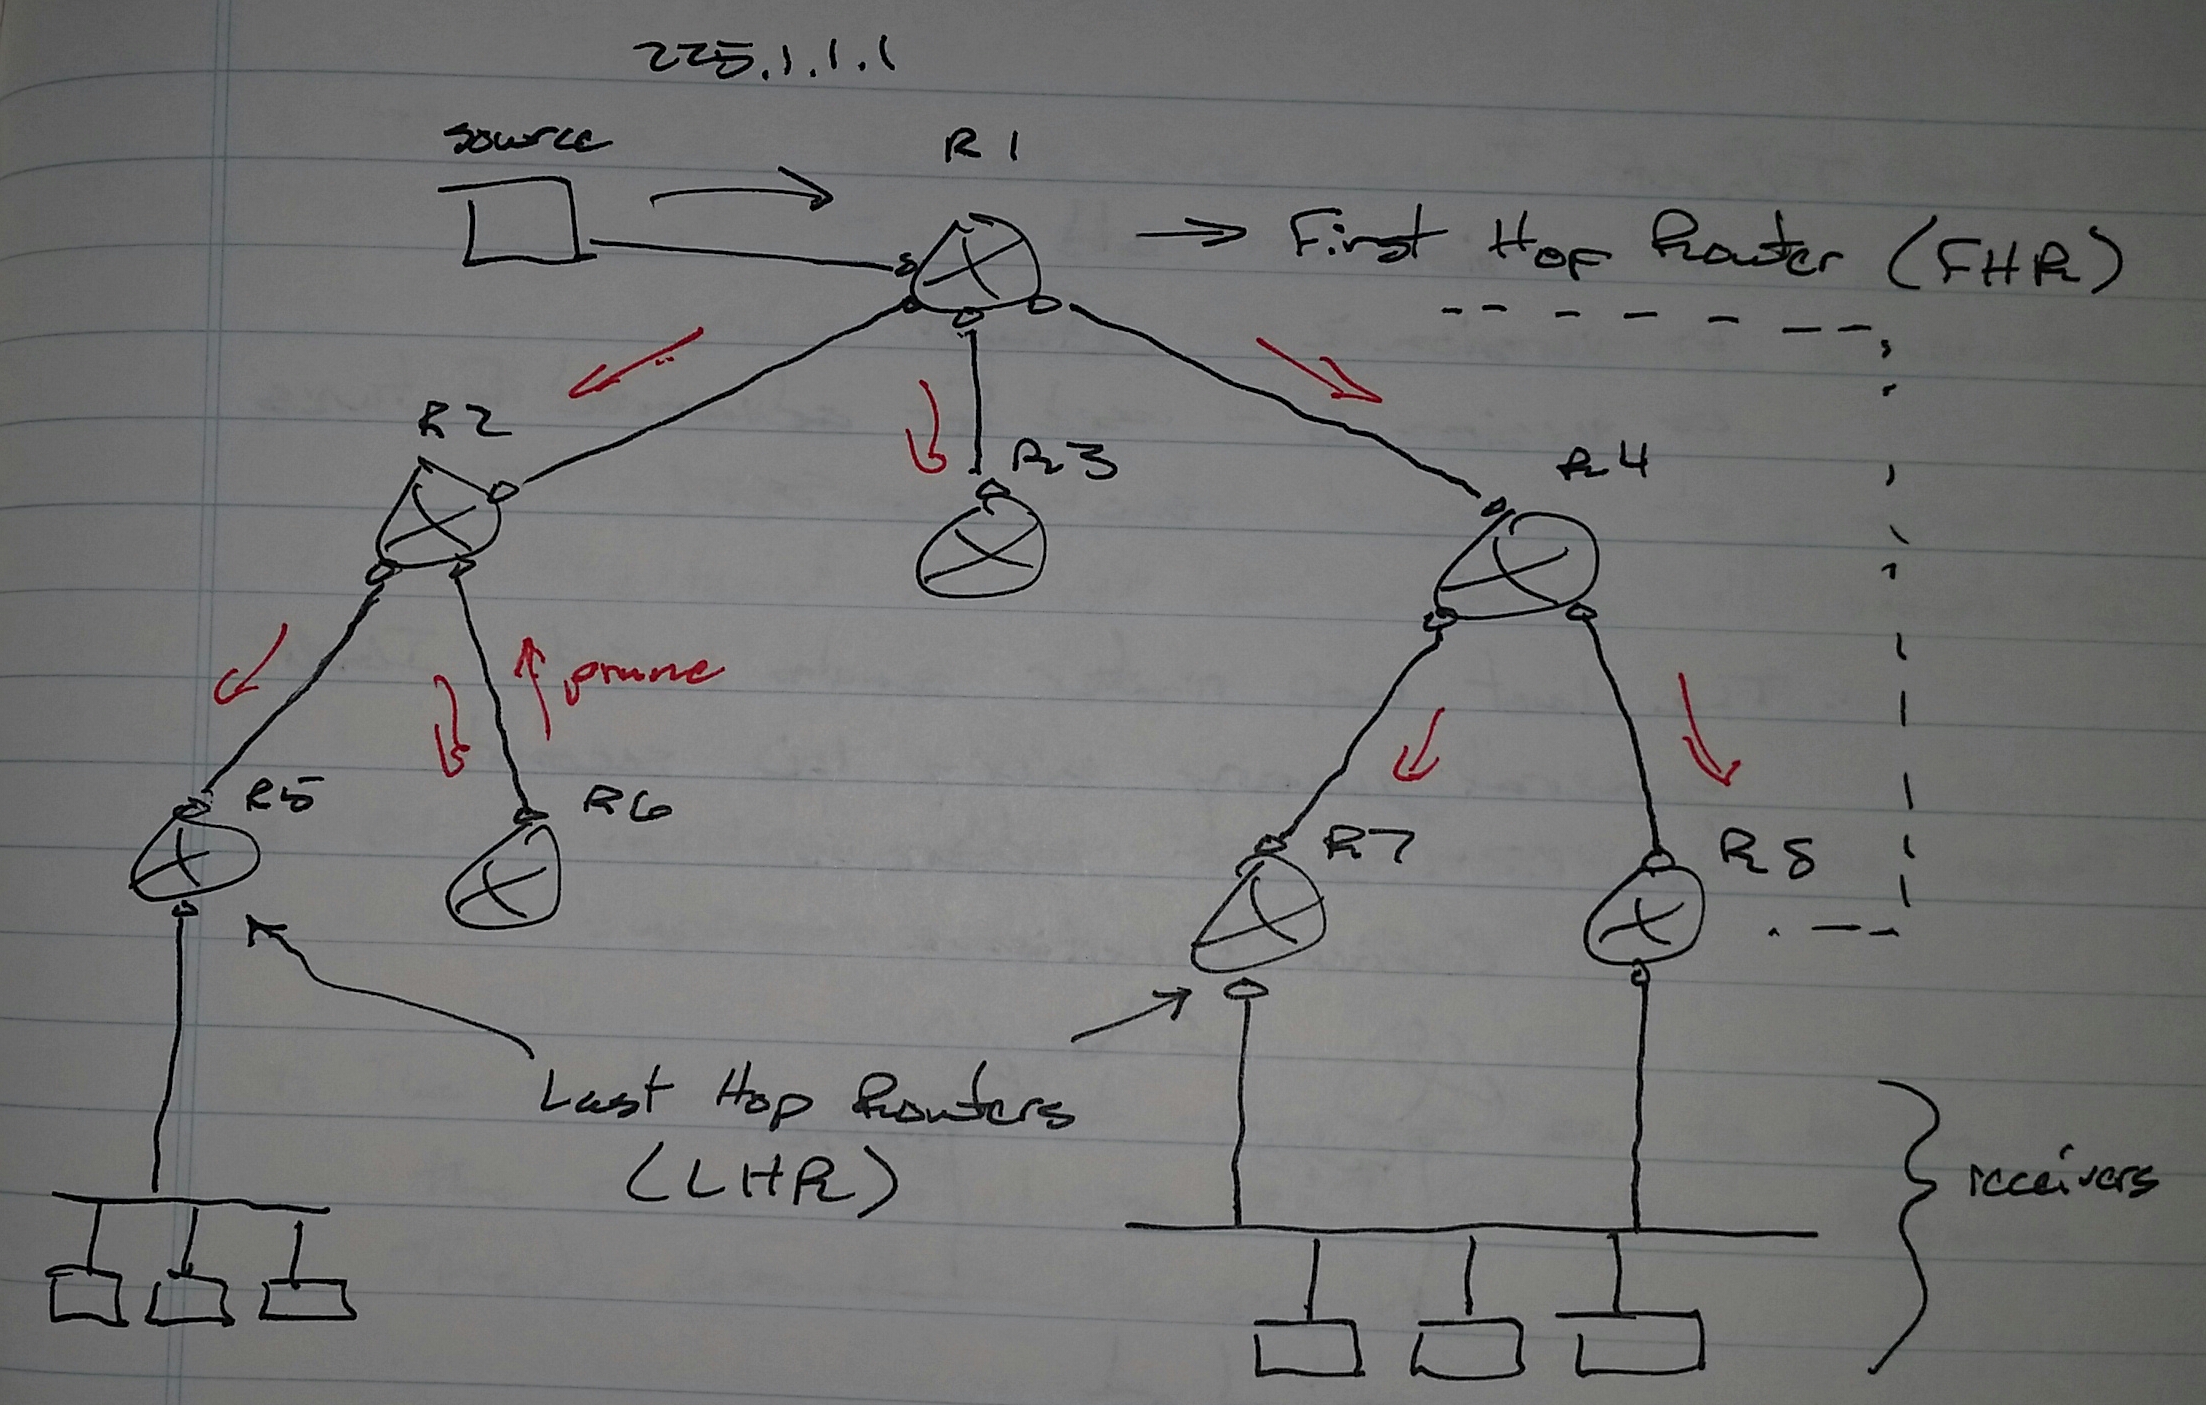 225.1.1.1
source
R1
First Hop Router (FHR)
R2
R3
R4
prune
R5
R6
R7
R8
Last Hop Routers
(LHR)
receivers